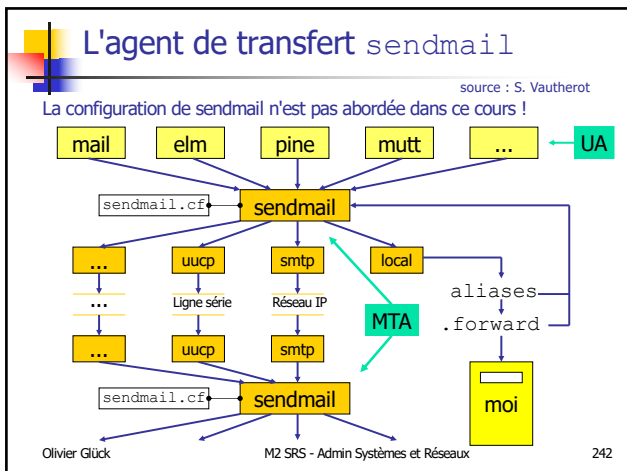 L'agent de transfert sendmail
source : S. Vautherot
La configuration de sendmail n'est pas abordée dans ce cours !
mail elm pine mutt ... UA
sendmail.cf sendmail
... uucp smtp local
aliases
... Ligne série Réseau IP
MTA
.forward
... uucp smtp
sendmail.cf sendmail
moi
Olivier Glück M2 SRS - Admin Systèmes et Réseaux 242